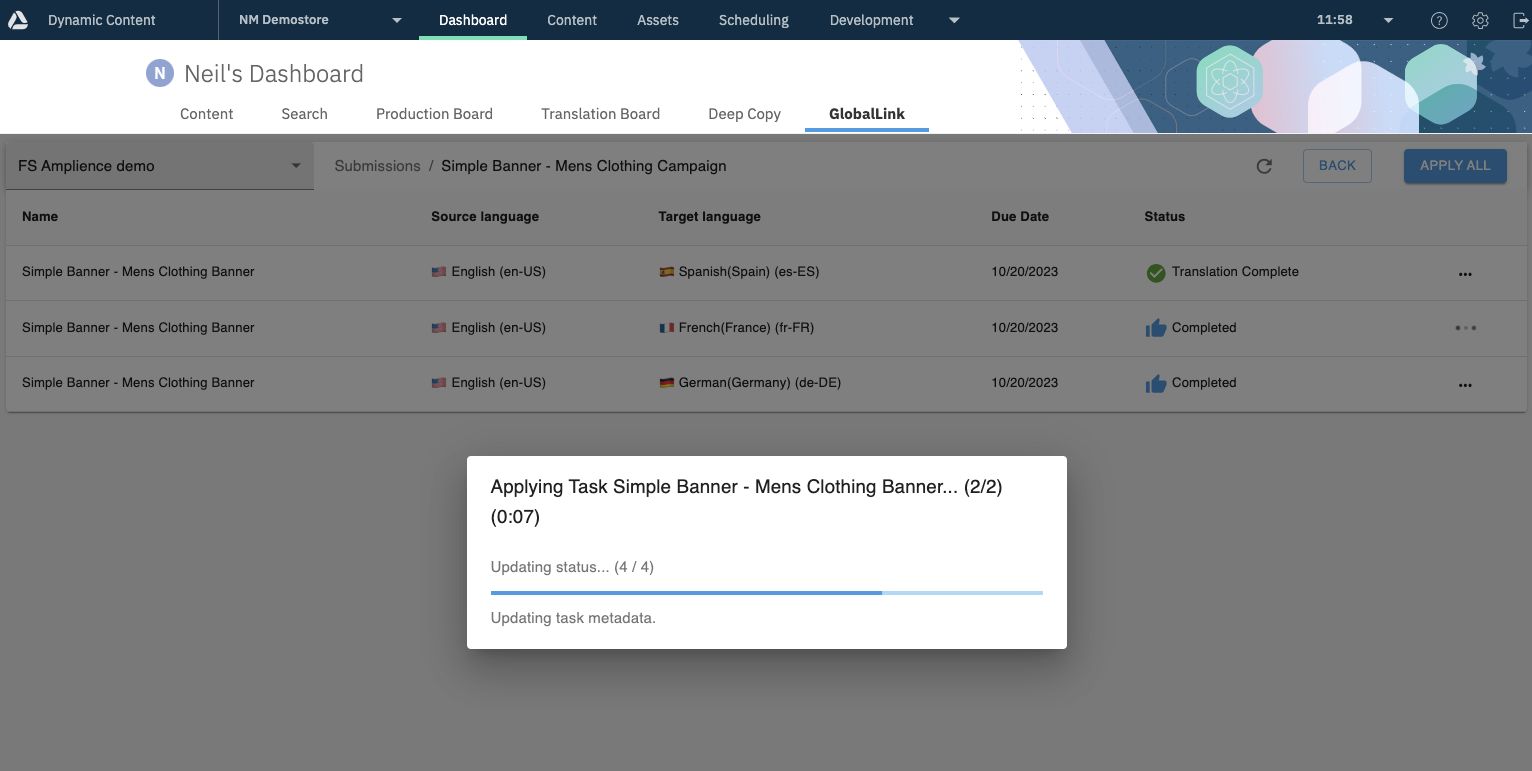 Dynamic Content NM Demostore Dashboard Content Assets Scheduling Development 11:58 ?
N Neil's Dashboard
Content Search Production Board Translation Board Deep Copy GlobalLink
FS Amplience demo Submissions / Simple Banner - Mens Clothing Campaign BACK APPLY ALL
Name Source language Target language Due Date Status
Simple Banner - Mens Clothing Banner English (en-US) Spanish(Spain) (es-ES) 10/20/2023 Translation Complete ...
Simple Banner - Mens Clothing Banner English (en-US) French(France) (fr-FR) 10/20/2023 Completed ...
Simple Banner - Mens Clothing Banner English (en-US) German(Germany) (de-DE) 10/20/2023 Completed ...
Applying Task Simple Banner - Mens Clothing Banner... (2/2)
(0:07)
Updating status... (4 / 4)
Updating task metadata.